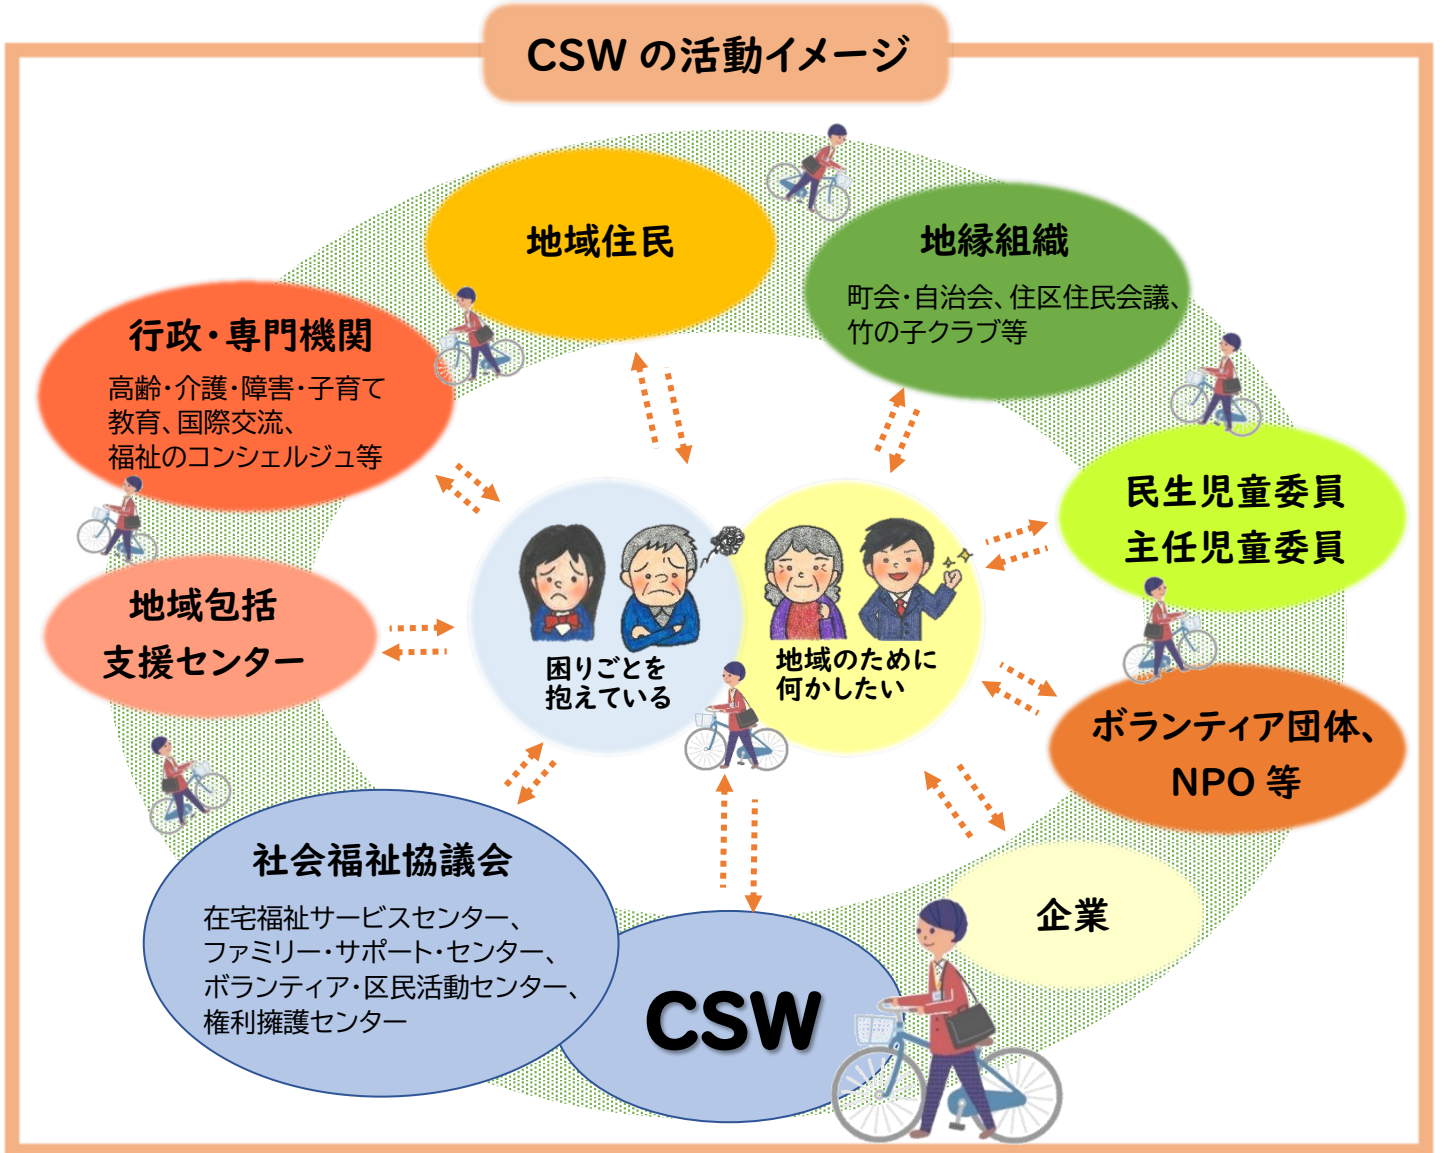 CSWの活動イメージ
地域住民
地縁組織
町会・自治会、住区住民会議、
竹の子クラブ等
行政・専門機関
高齢・介護・障害・子育て
教育、国際交流、
福祉のコンシェルジュ等
民生児童委員
主任児童委員
地域包括
支援センター
困りごとを
抱えている
地域のために
何かしたい
ボランティア団体、
NPO等
社会福祉協議会
在宅福祉サービスセンター、
ファミリー・サポート・センター、
ボランティア・区民活動センター、
権利擁護センター
企業
CSW